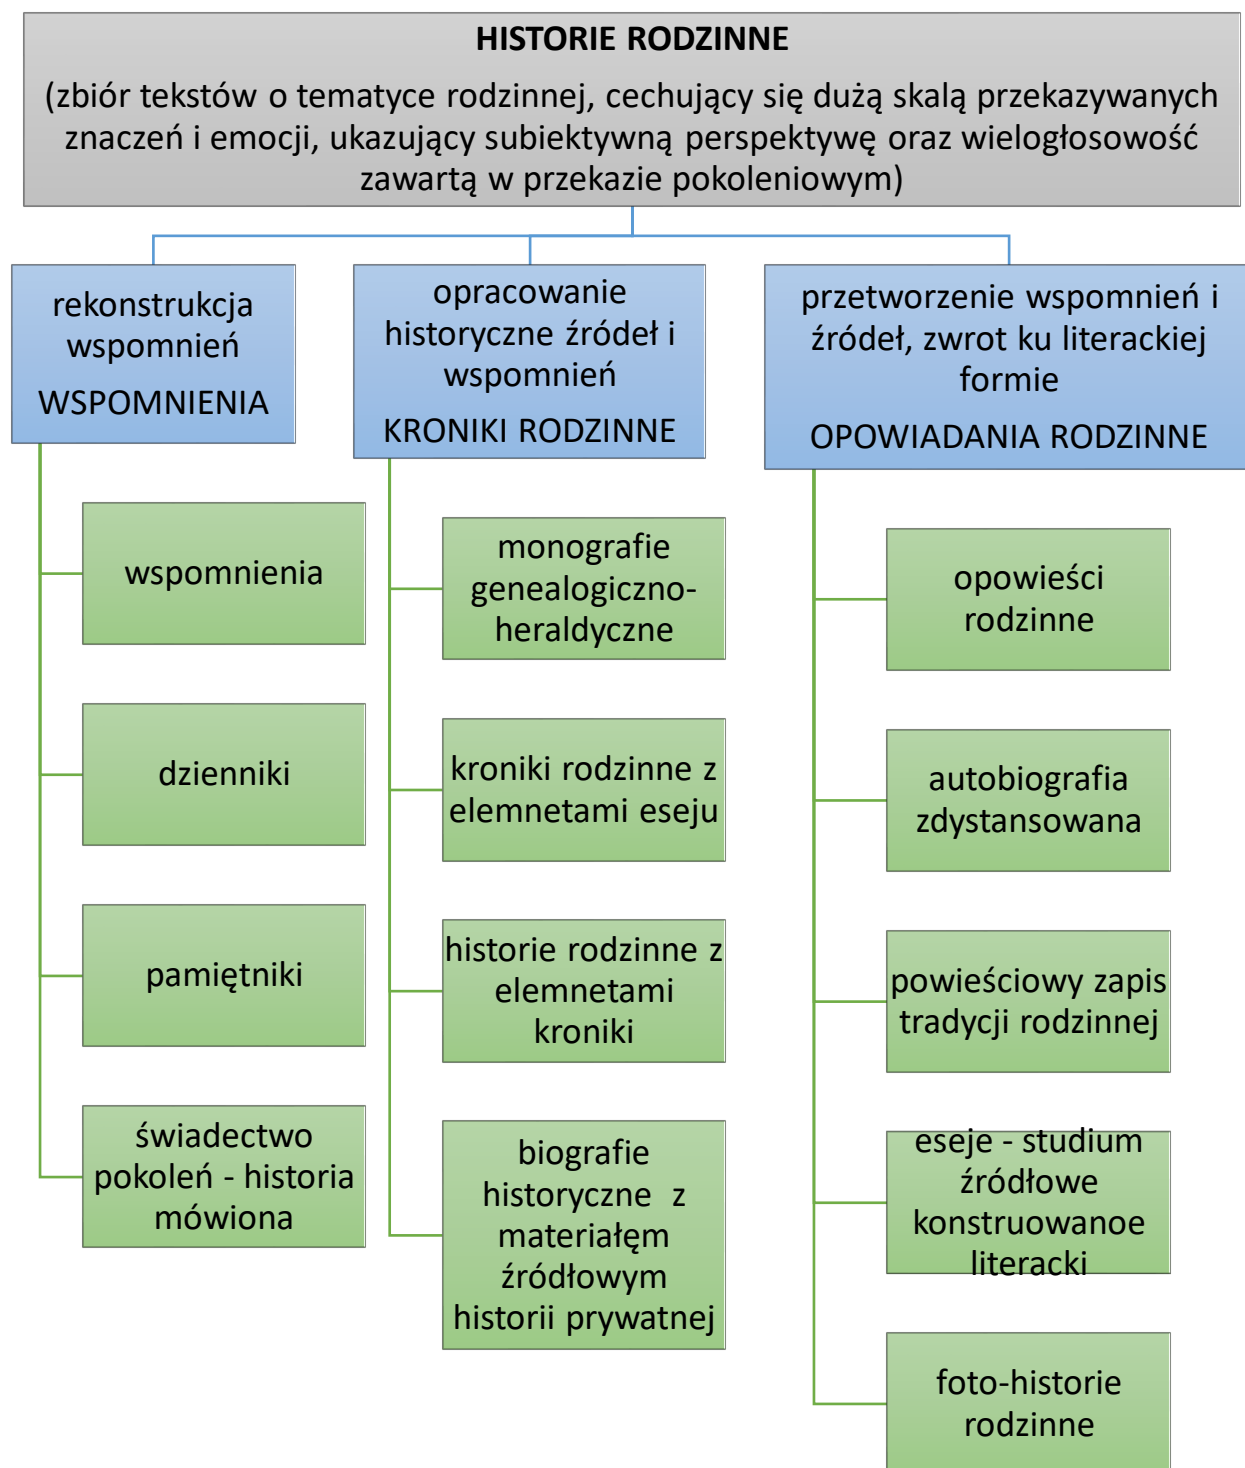 HISTORIE RODZINNE
(zbiór tekstów o tematyce rodzinnej, cechujący się dużą skalą przekazywanych
znaczeń i emocji, ukazujący subiektywną perspektywę oraz wielogłosowość
zawartą w przekazie pokoleniowym)
rekonstrukcja
wspomnień
WSPOMNIENIA
wspomnienia
dzienniki
pamiętniki
świadectwo
pokoleń - historia
mówiona
opracowanie
historyczne źródeł i
wspomnień
KRONIKI RODZINNE
monografie
genealogiczno-
heraldyczne
kroniki rodzinne z
elemnetami eseju
historie rodzinne z
elemnetami
kroniki
biografie
historyczne z
materiałęm
źródłowym
historii prywatnej
przetworzenie wspomnień i
źródeł, zwrot ku literackiej
formie
OPOWIADANIA RODZINNE
opowieści
rodzinne
autobiografia
zdystansowana
powieściowy zapis
tradycji rodzinnej
eseje - studium
źródłowe
konstruowanoe
literacki
foto-historie
rodzinne